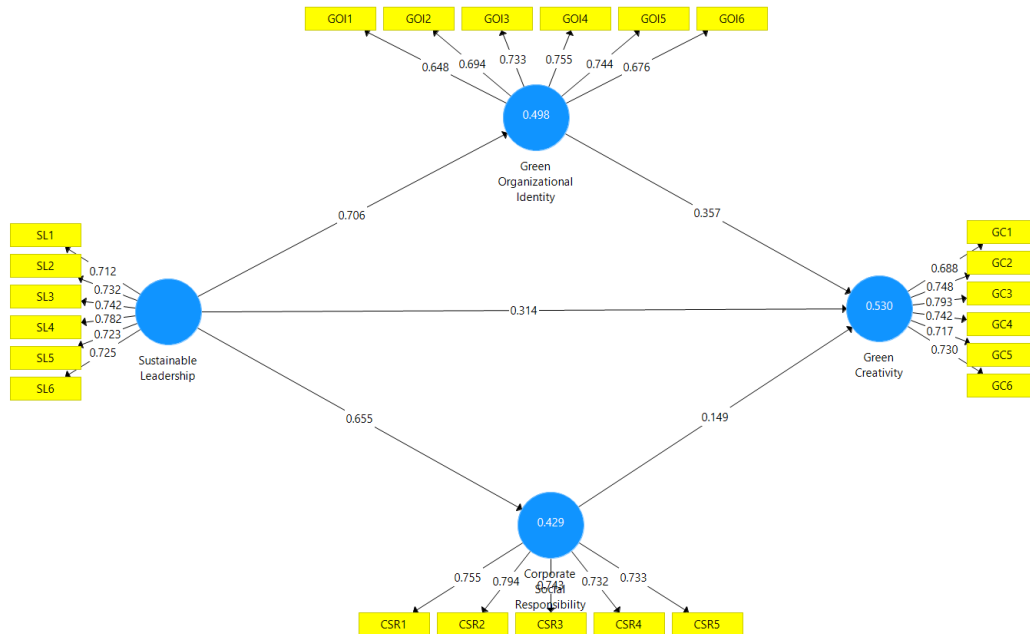 GOI1 GOI2 GOI3 GOI4 GOI5 GOI6
0.648 0.694 0.733 0.755 0.744 0.676
0.498
Green
Organizational
Identity
0.706
0.357
SL1
SL2
SL3
SL4
SL5
SL6
0.712
0.732
0.742
0.782
0.723
0.725
Sustainable
Leadership
0.314
GC1
GC2
GC3
GC4
GC5
GC6
0.688
0.748
0.793
0.742
0.717
0.730
0.530
Green
Creativity
0.655
0.149
0.429
Corporate
Social
Responsibility
0.755 0.794 0.743 0.732 0.733
CSR1 CSR2 CSR3 CSR4 CSR5